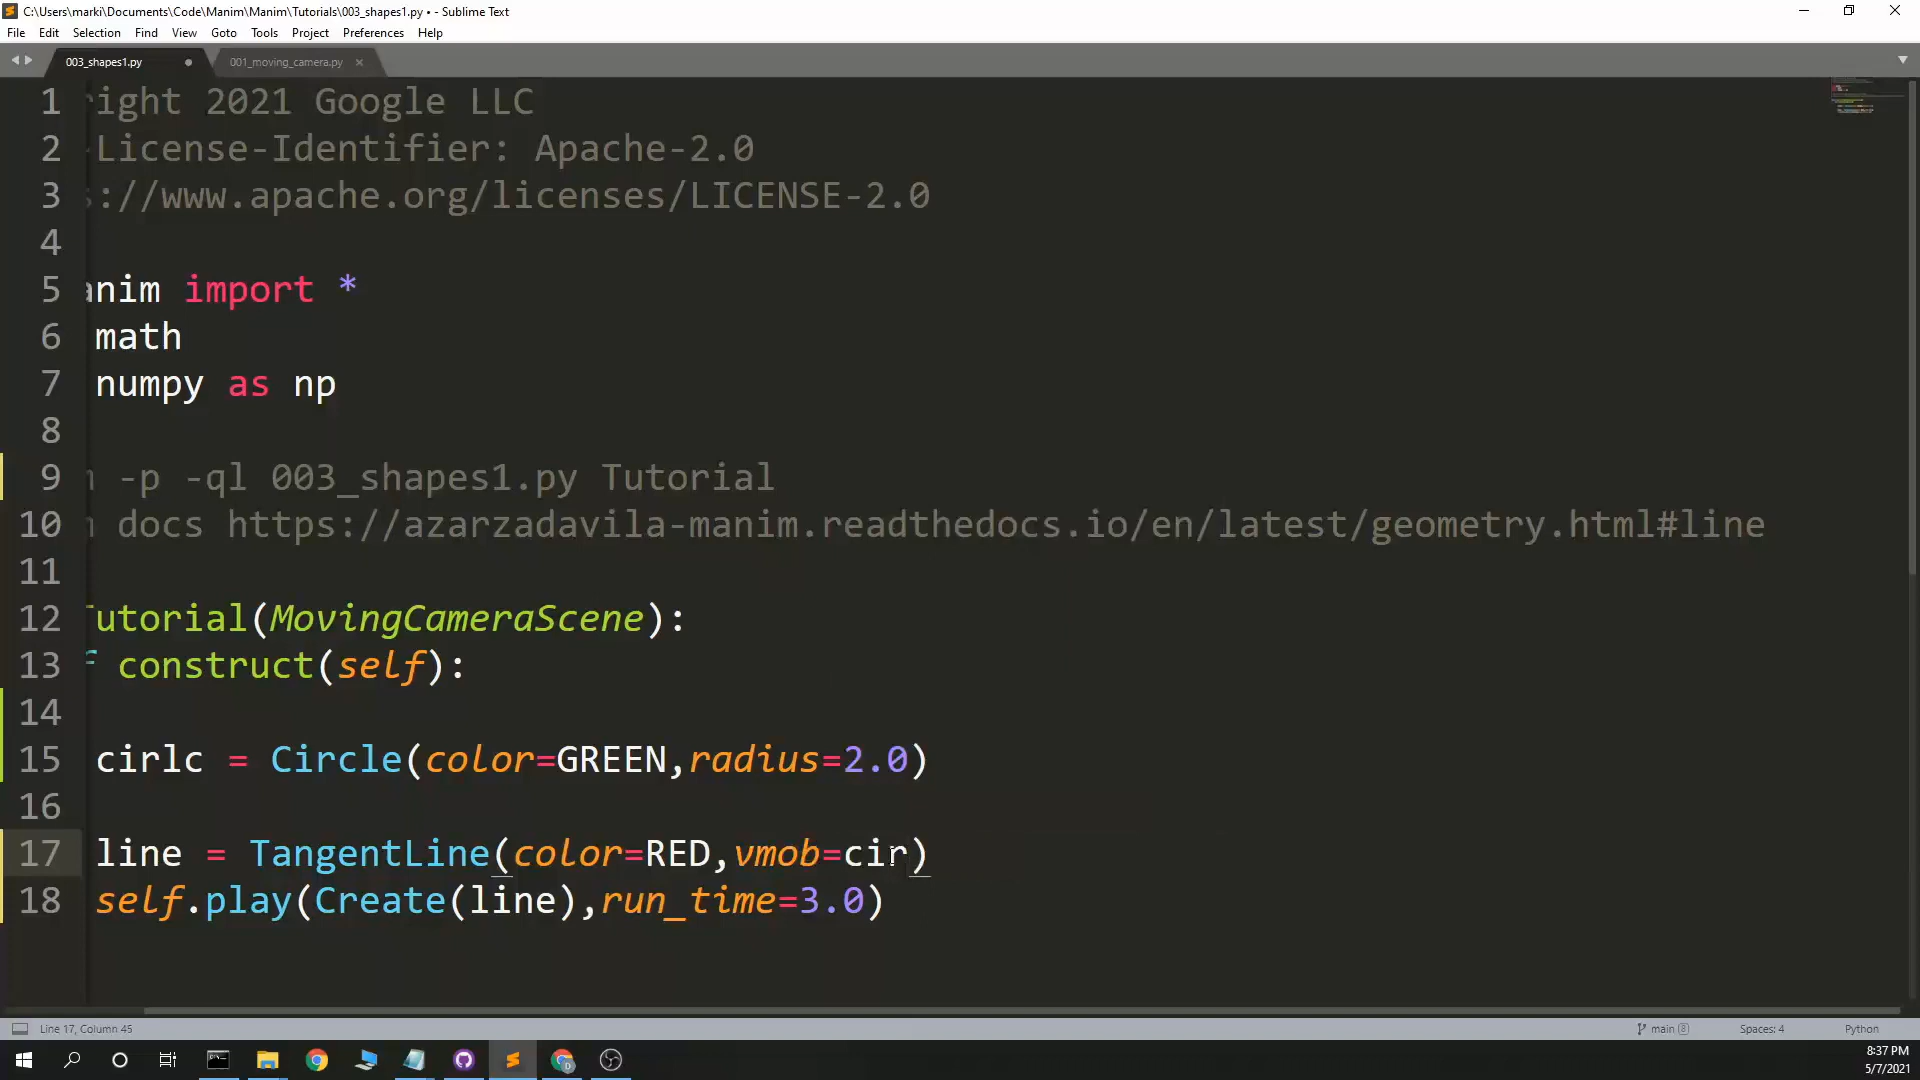 C:\Users\marki\Documents\Code\Manim\Manim\Tutorials\003_shapes1.py • - Sublime Text
File Edit Selection Find View Goto Tools Project Preferences Help
003_shapes1.py 001_moving_camera.py
1 right 2021 Google LLC
2 -License-Identifier: Apache-2.0
3 s://www.apache.org/licenses/LICENSE-2.0
4
5 anim import *
6 math
7 numpy as np
8
9 m -p -ql 003_shapes1.py Tutorial
10 m docs https://azarzadavila-manim.readthedocs.io/en/latest/geometry.html#line
11
12 Tutorial(MovingCameraScene):
13 f construct(self):
14
15 cirlc = Circle(color=GREEN,radius=2.0)
16
17 line = TangentLine(color=RED,vmob=cir)
18 self.play(Create(line),run_time=3.0)
Line 17, Column 45 main 8 Spaces: 4 Python
8:37 PM
5/7/2021